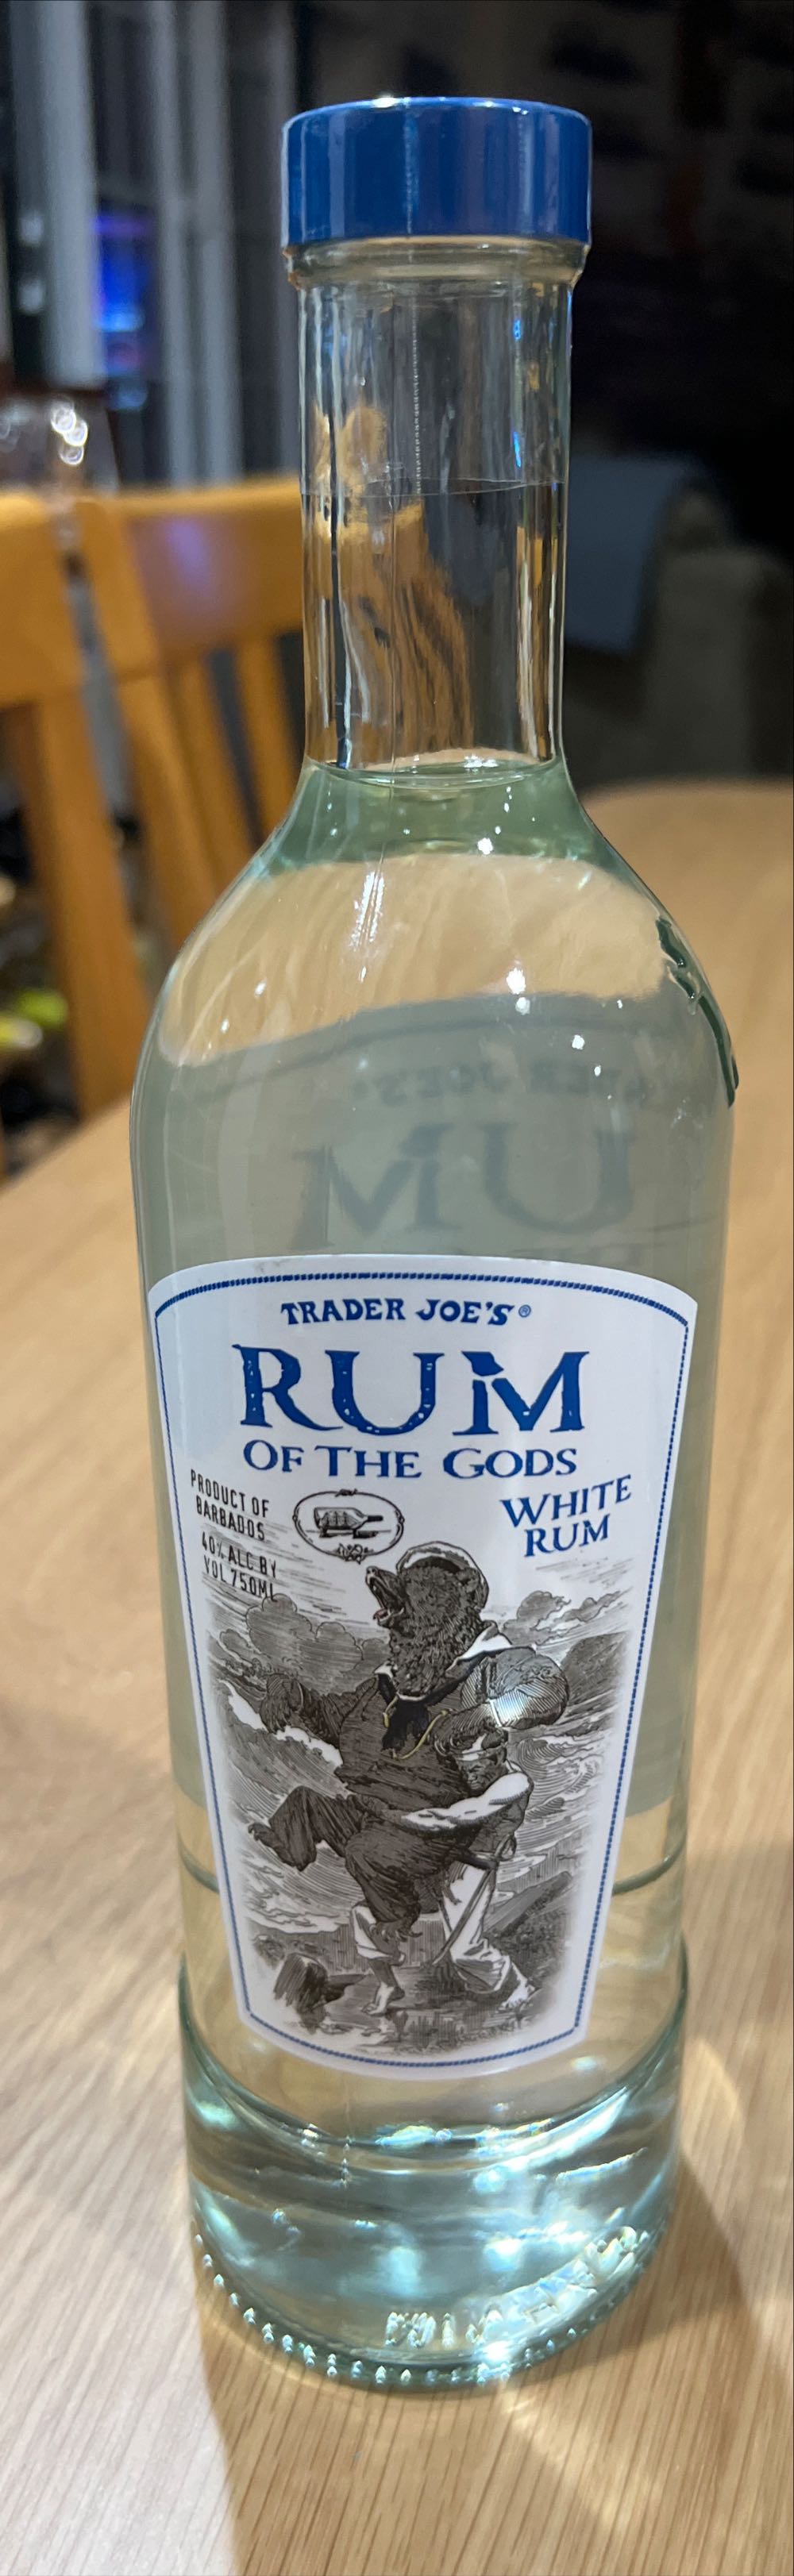 TRADER JOE'S®
RUM
OF THE GODS
PRODUCT OF
BARBADOS
40% ALC BY
VOL 750ML
WHITE
RUM